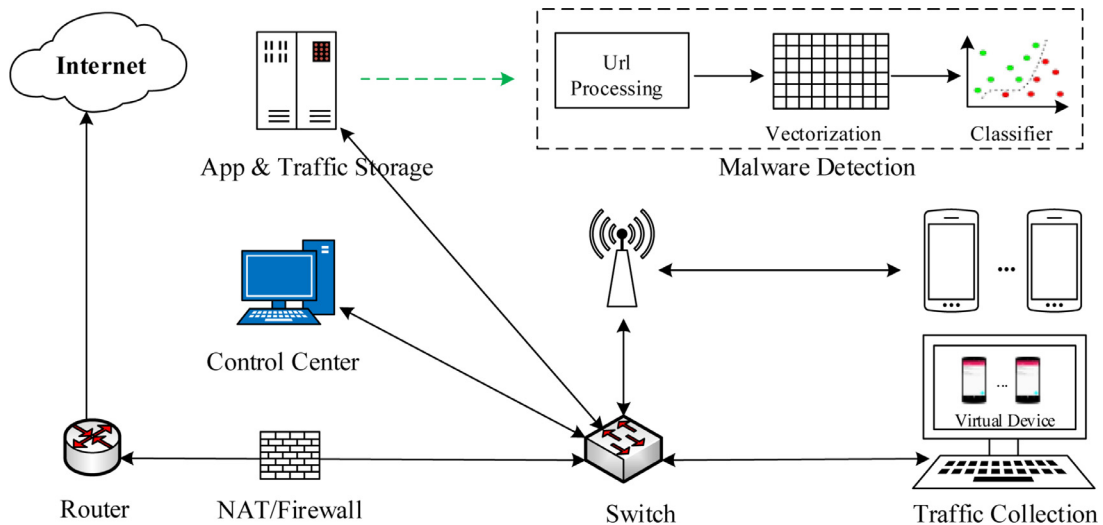 Internet
Url
Processing
Vectorization
Classifier
App & Traffic Storage
Malware Detection
Control Center
...
...
Virtual Device
Router
NAT/Firewall
Switch
Traffic Collection